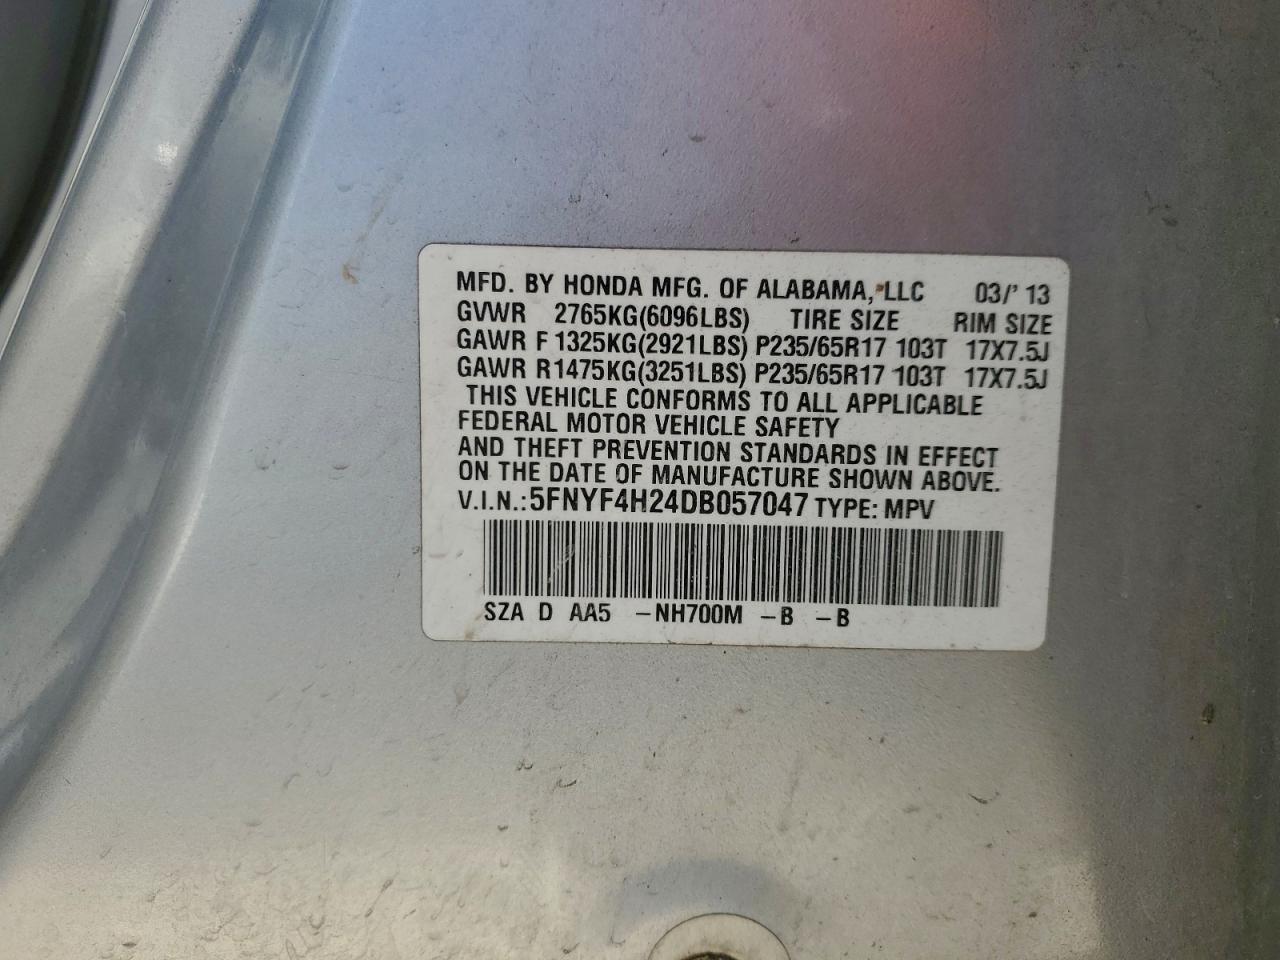 MFD. BY HONDA MFG. OF ALABAMA, LLC 03/' 13
GVWR 2765KG(6096LBS) TIRE SIZE RIM SIZE
GAWR F 1325KG(2921LBS) P235/65R17 103T 17X7.5J
GAWR R1475KG(3251LBS) P235/65R17 103T 17X7.5J
THIS VEHICLE CONFORMS TO ALL APPLICABLE
FEDERAL MOTOR VEHICLE SAFETY
AND THEFT PREVENTION STANDARDS IN EFFECT
ON THE DATE OF MANUFACTURE SHOWN ABOVE.
V.I.N.:5FNYF4H24DB057047 TYPE: MPV
SZA D AA5 –NH700M –B –B